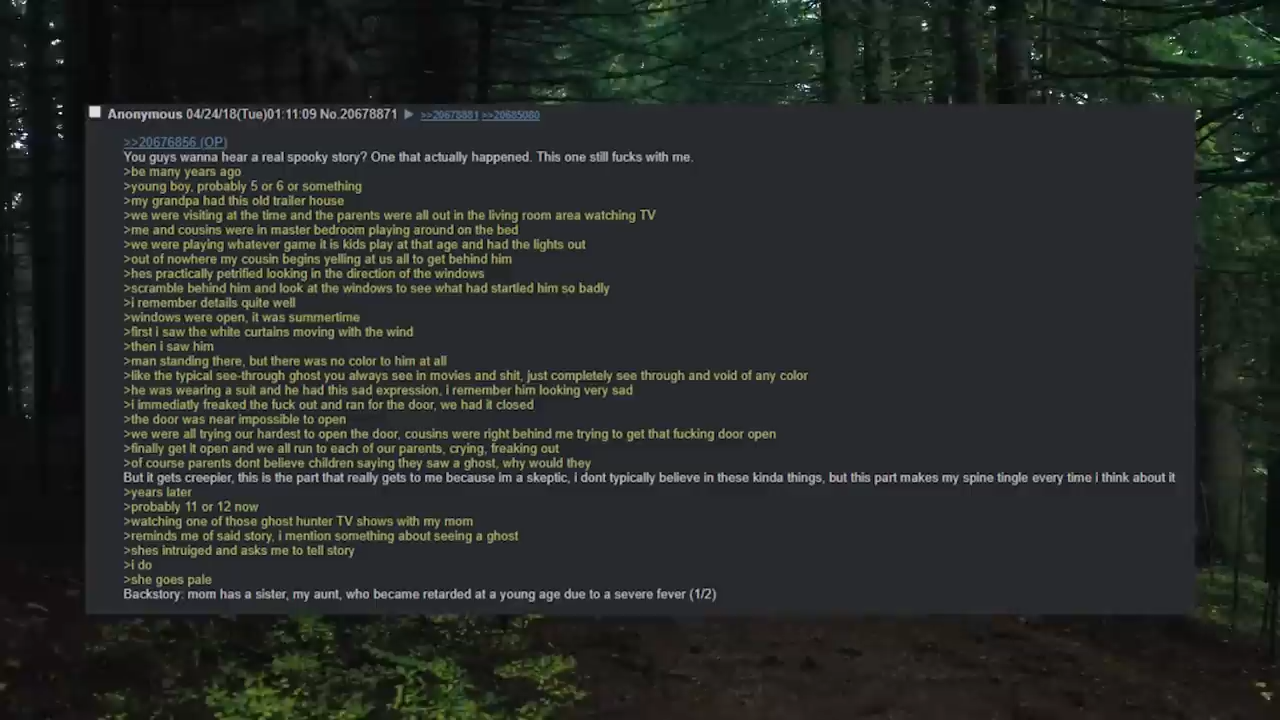 Anonymous 04/24/18(Tue)01:11:09 No.20678871 ▶ >>20678881 >>20685080
>>20676856 (OP)
You guys wanna hear a real spooky story? One that actually happened. This one still fucks with me.
>be many years ago
>young boy, probably 5 or 6 or something
>my grandpa had this old trailer house
>we were visiting at the time and the parents were all out in the living room area watching TV
>me and cousins were in master bedroom playing around on the bed
>we were playing whatever game it is kids play at that age and had the lights out
>out of nowhere my cousin begins yelling at us all to get behind him
>hes practically petrified looking in the direction of the windows
>scramble behind him and look at the windows to see what had startled him so badly
>i remember details quite well
>windows were open, it was summertime
>first i saw the white curtains moving with the wind
>then i saw him
>man standing there, but there was no color to him at all
>like the typical see-through ghost you always see in movies and shit, just completely see through and void of any color
>he was wearing a suit and he had this sad expression, i remember him looking very sad
>i immediatly freaked the fuck out and ran for the door, we had it closed
>the door was near impossible to open
>we were all trying our hardest to open the door, cousins were right behind me trying to get that fucking door open
>finally get it open and we all run to each of our parents, crying, freaking out
>of course parents dont believe children saying they saw a ghost, why would they
But it gets creepier, this is the part that really gets to me because im a skeptic, i dont typically believe in these kinda things, but this part makes my spine tingle every time i think about it
>years later
>probably 11 or 12 now
>watching one of those ghost hunter TV shows with my mom
>reminds me of said story, i mention something about seeing a ghost
>shes intruiged and asks me to tell story
>i do
>she goes pale
Backstory: mom has a sister, my aunt, who became retarded at a young age due to a severe fever (1/2)